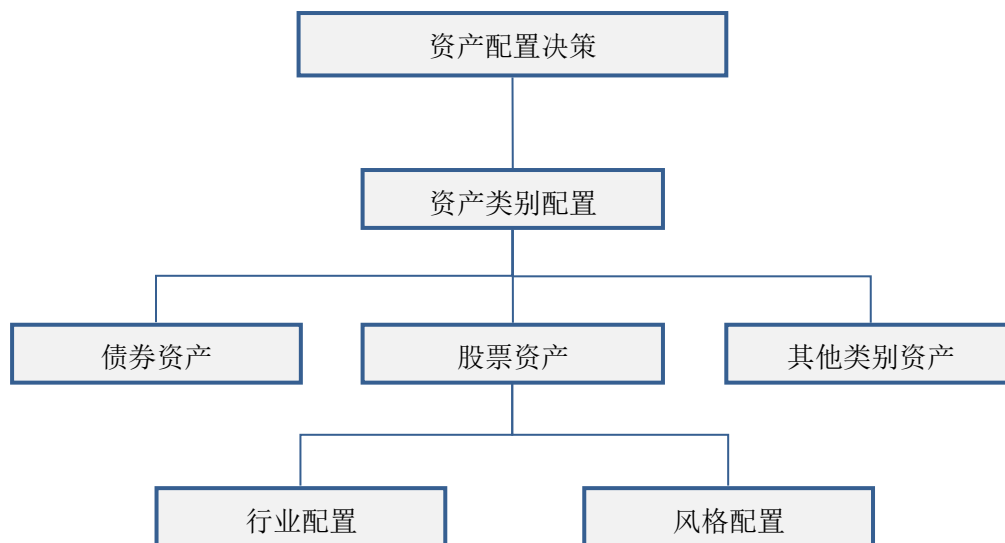 资产配置决策
资产类别配置
债券资产
股票资产
其他类别资产
行业配置
风格配置